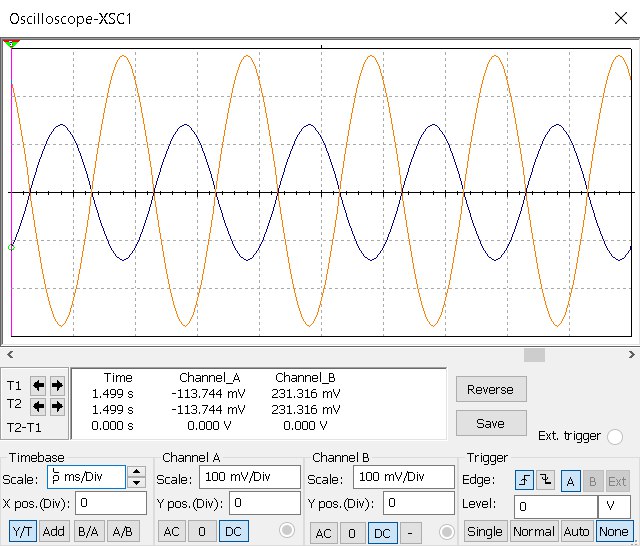 Oscilloscope-XSC1
Time Channel_A Channel_B
T1 1.499 s -113.744 mV 231.316 mV
T2 1.499 s -113.744 mV 231.316 mV
T2-T1 0.000 s 0.000 V 0.000 V
Reverse
Save
Ext. trigger
Timebase
Scale: ms/Div
X pos.(Div): 0
Y/T Add B/A A/B
Channel A
Scale: 100 mV/Div
Y pos.(Div): 0
AC 0 DC
Channel B
Scale: 100 mV/Div
Y pos.(Div): 0
AC 0 DC -
Trigger
Edge: A B Ext
Level: 0 V
Single Normal Auto None